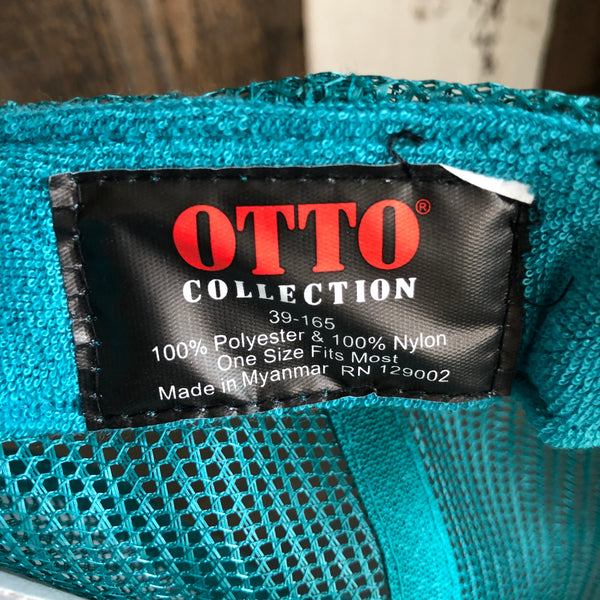 OTTO®
COLLECTION
39-165
100% Polyester & 100% Nylon
One Size Fits Most
Made in Myanmar RN 129002